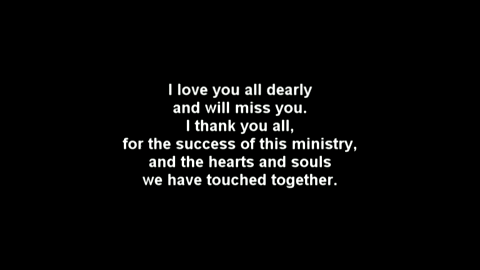 I love you all dearly
and will miss you.
I thank you all,
for the success of this ministry,
and the hearts and souls
we have touched together.